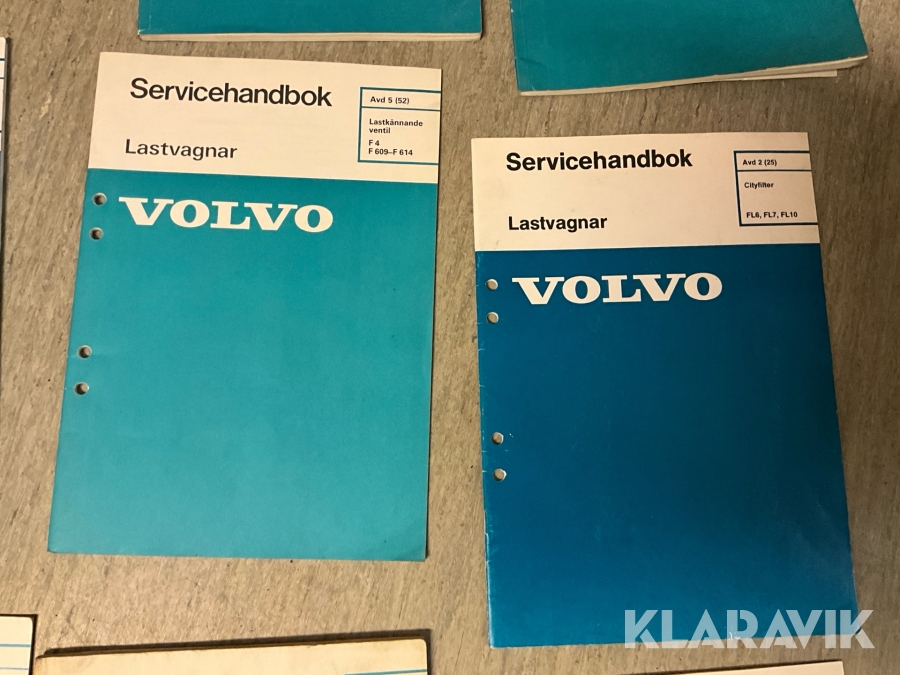 Servicehandbok
Lastvagnar
Avd 5 (52)
Lastkännande
ventil
F 4
F 609–F 614
VOLVO
Servicehandbok
Lastvagnar
Avd 2 (25)
Cityfilter
FL6, FL7, FL10
VOLVO
KLARAVIK